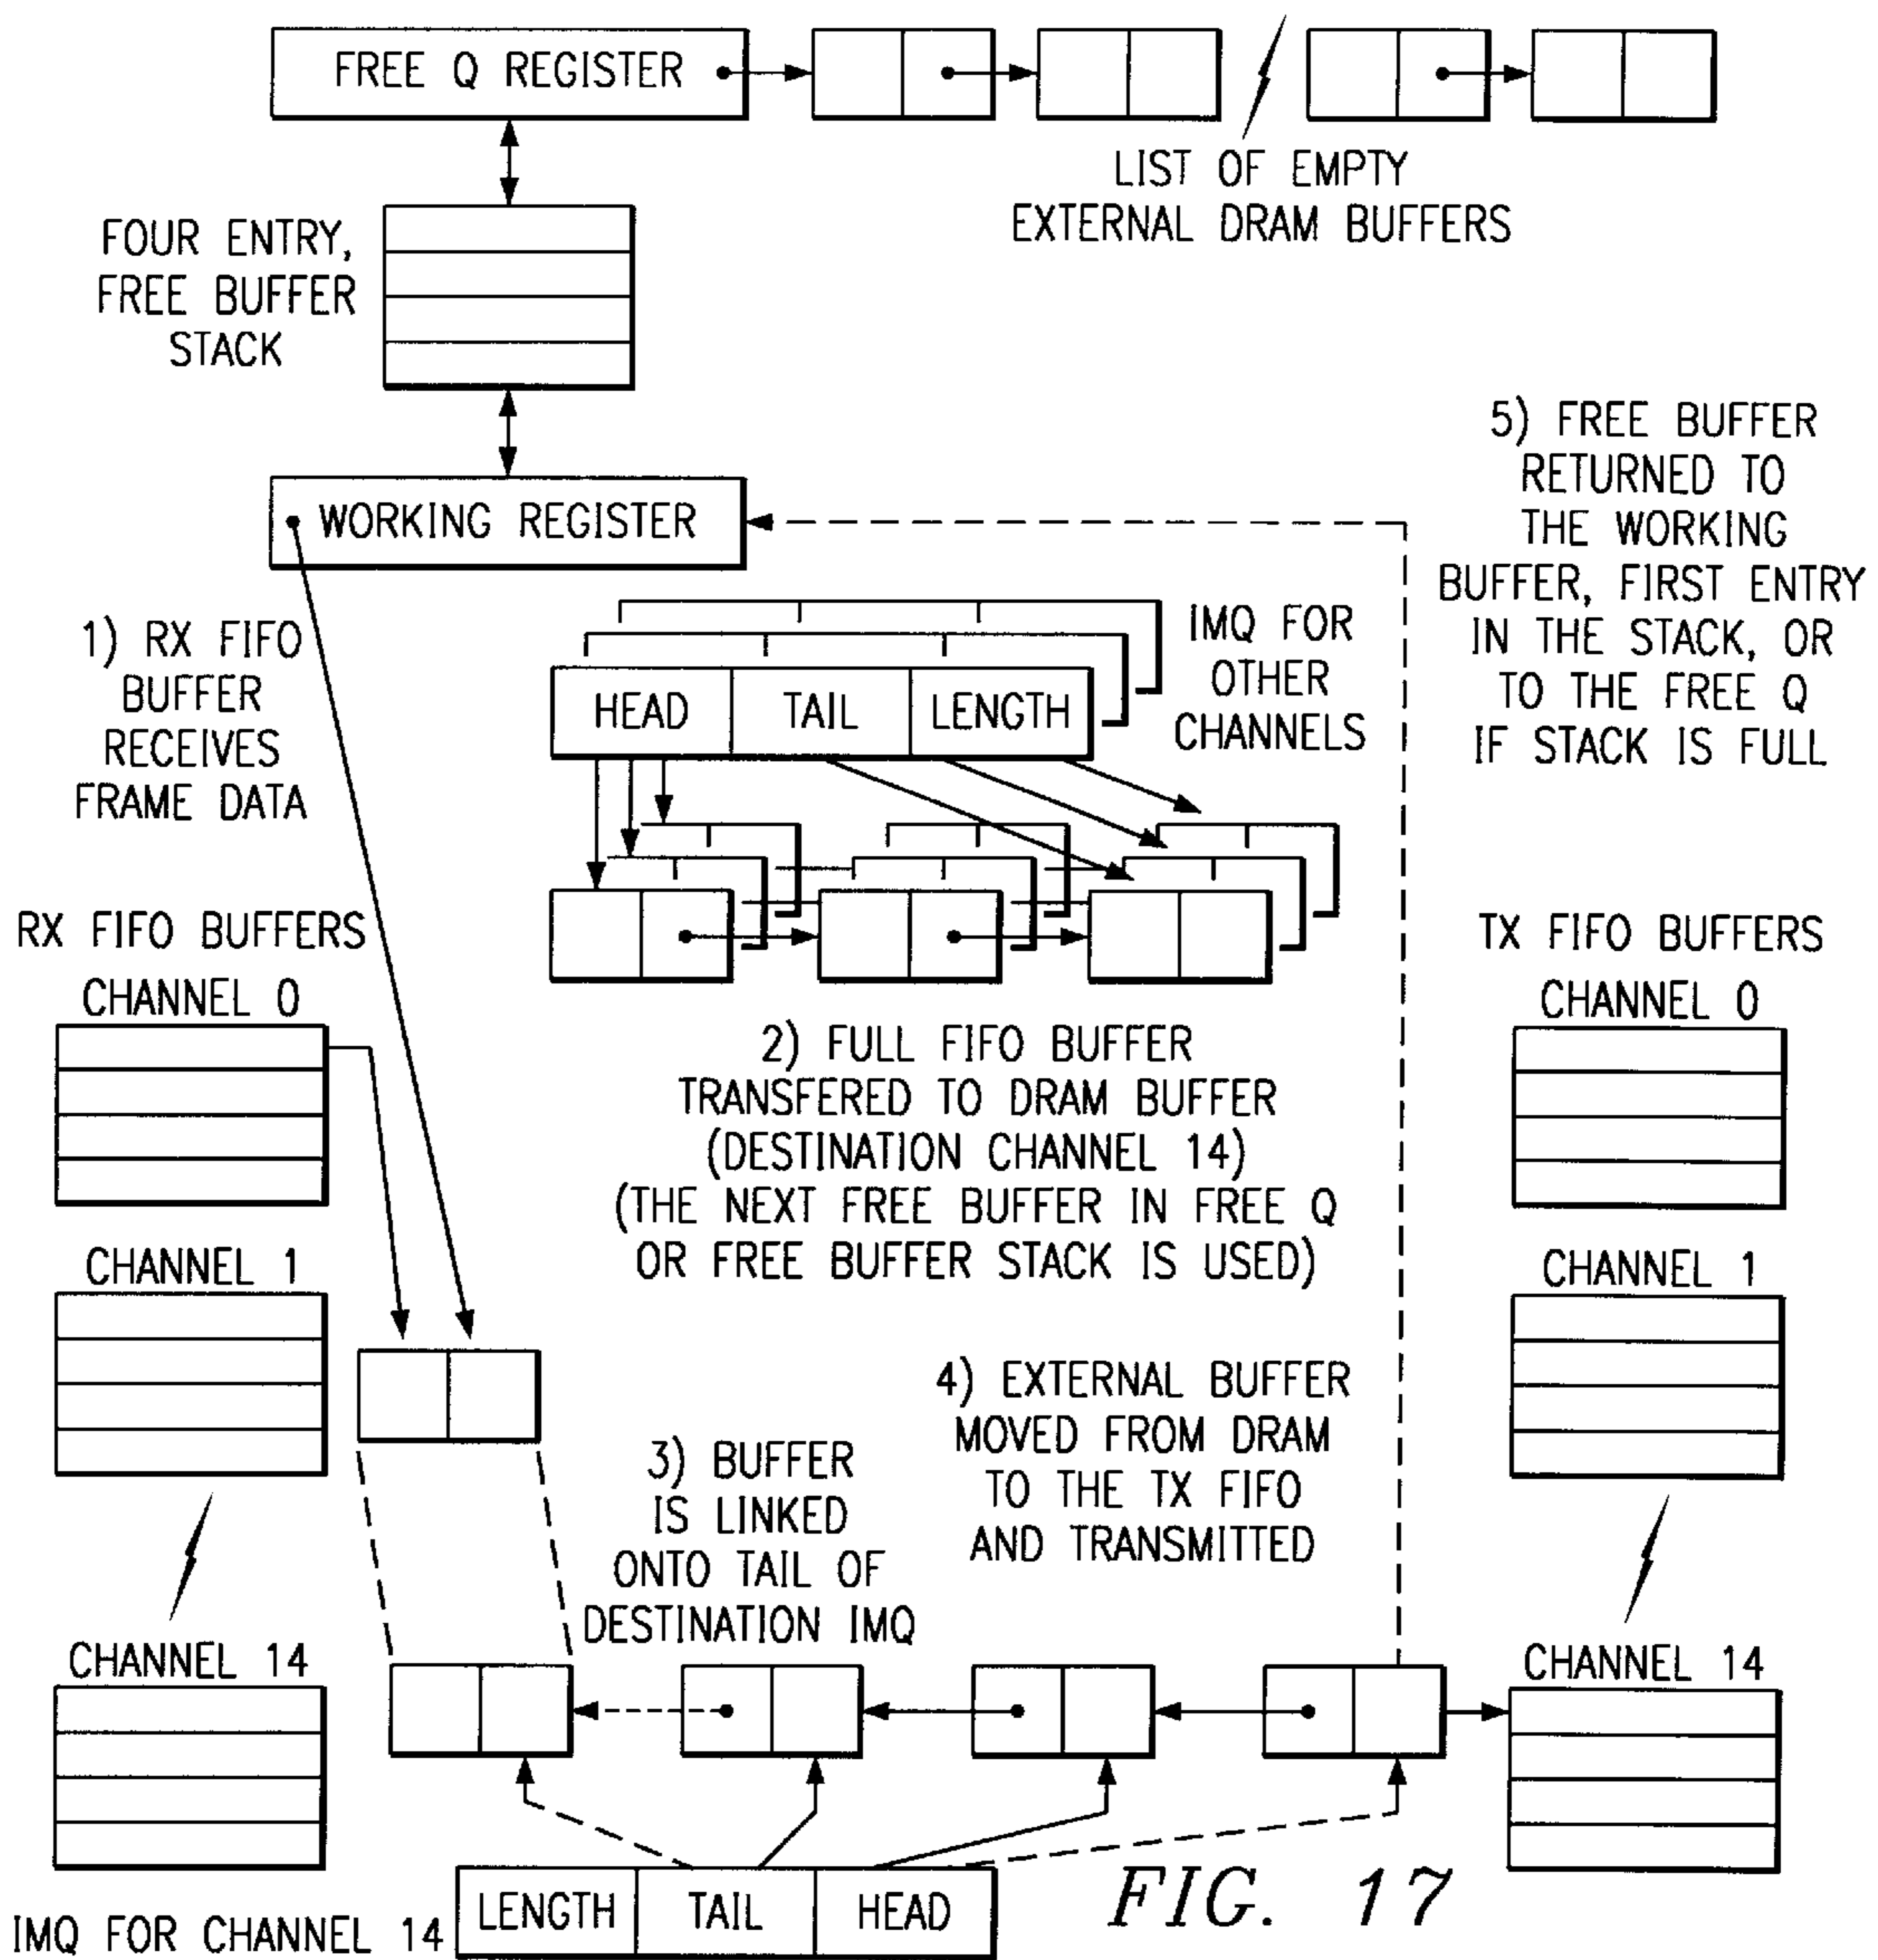 FREE Q REGISTER
LIST OF EMPTY
EXTERNAL DRAM BUFFERS
FOUR ENTRY,
FREE BUFFER
STACK
WORKING REGISTER
5) FREE BUFFER
RETURNED TO
THE WORKING
BUFFER, FIRST ENTRY
IN THE STACK, OR
TO THE FREE Q
IF STACK IS FULL
1) RX FIFO
BUFFER
RECEIVES
FRAME DATA
IMQ FOR
OTHER
CHANNELS
HEAD TAIL LENGTH
RX FIFO BUFFERS
CHANNEL 0
CHANNEL 1
CHANNEL 14
2) FULL FIFO BUFFER
TRANSFERED TO DRAM BUFFER
(DESTINATION CHANNEL 14)
(THE NEXT FREE BUFFER IN FREE Q
OR FREE BUFFER STACK IS USED)
3) BUFFER
IS LINKED
ONTO TAIL OF
DESTINATION IMQ
4) EXTERNAL BUFFER
MOVED FROM DRAM
TO THE TX FIFO
AND TRANSMITTED
TX FIFO BUFFERS
CHANNEL 0
CHANNEL 1
CHANNEL 14
IMQ FOR CHANNEL 14
LENGTH TAIL HEAD
FIG. 17